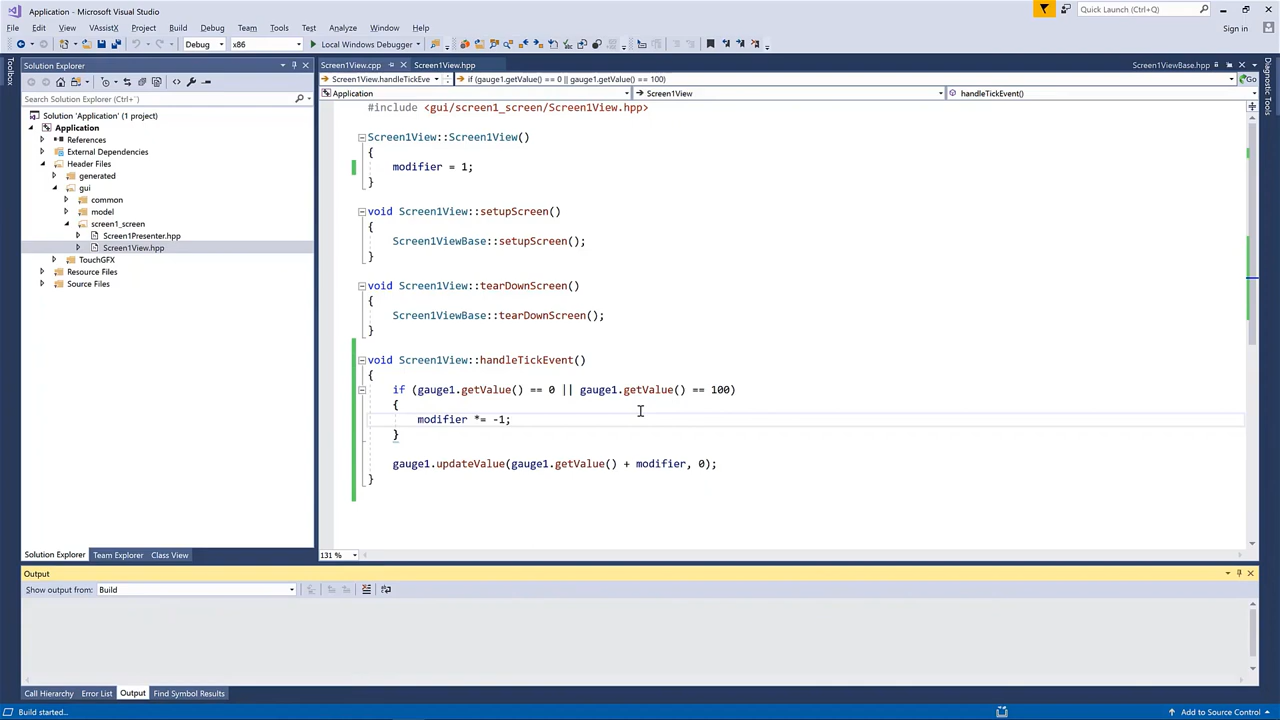 Application - Microsoft Visual Studio
Quick Launch (Ctrl+Q)
File Edit View VAssistX Project Build Debug Team Tools Test Analyze Window Help
Sign in
Debug x86 Local Windows Debugger
Toolbox
Solution Explorer
Search Solution Explorer (Ctrl+´)
Solution 'Application' (1 project)
Application
References
External Dependencies
Header Files
generated
gui
common
model
screen1_screen
Screen1Presenter.hpp
Screen1View.hpp
TouchGFX
Resource Files
Source Files
Solution Explorer Team Explorer Class View
Screen1View.cpp Screen1View.hpp Screen1ViewBase.hpp
Screen1View.handleTickEve if (gauge1.getValue() == 0 || gauge1.getValue() == 100) Go
Application Screen1View handleTickEvent()
#include <gui/screen1_screen/Screen1View.hpp>
Screen1View::Screen1View()
{
modifier = 1;
}
void Screen1View::setupScreen()
{
Screen1ViewBase::setupScreen();
}
void Screen1View::tearDownScreen()
{
Screen1ViewBase::tearDownScreen();
}
void Screen1View::handleTickEvent()
{
if (gauge1.getValue() == 0 || gauge1.getValue() == 100)
{
modifier *= -1;
}
gauge1.updateValue(gauge1.getValue() + modifier, 0);
}
131 %
Diagnostic Tools
Output
Show output from: Build
Call Hierarchy Error List Output Find Symbol Results
Build started... Add to Source Control